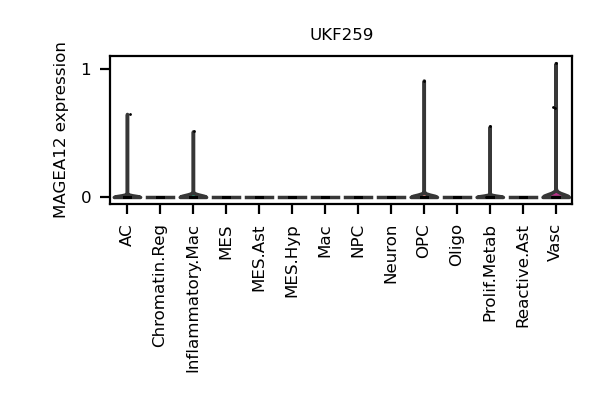 UKF259
MAGEA12 expression
1
0
AC
Chromatin.Reg
Inflammatory.Mac
MES
MES.Ast
MES.Hyp
Mac
NPC
Neuron
OPC
Oligo
Prolif.Metab
Reactive.Ast
Vasc